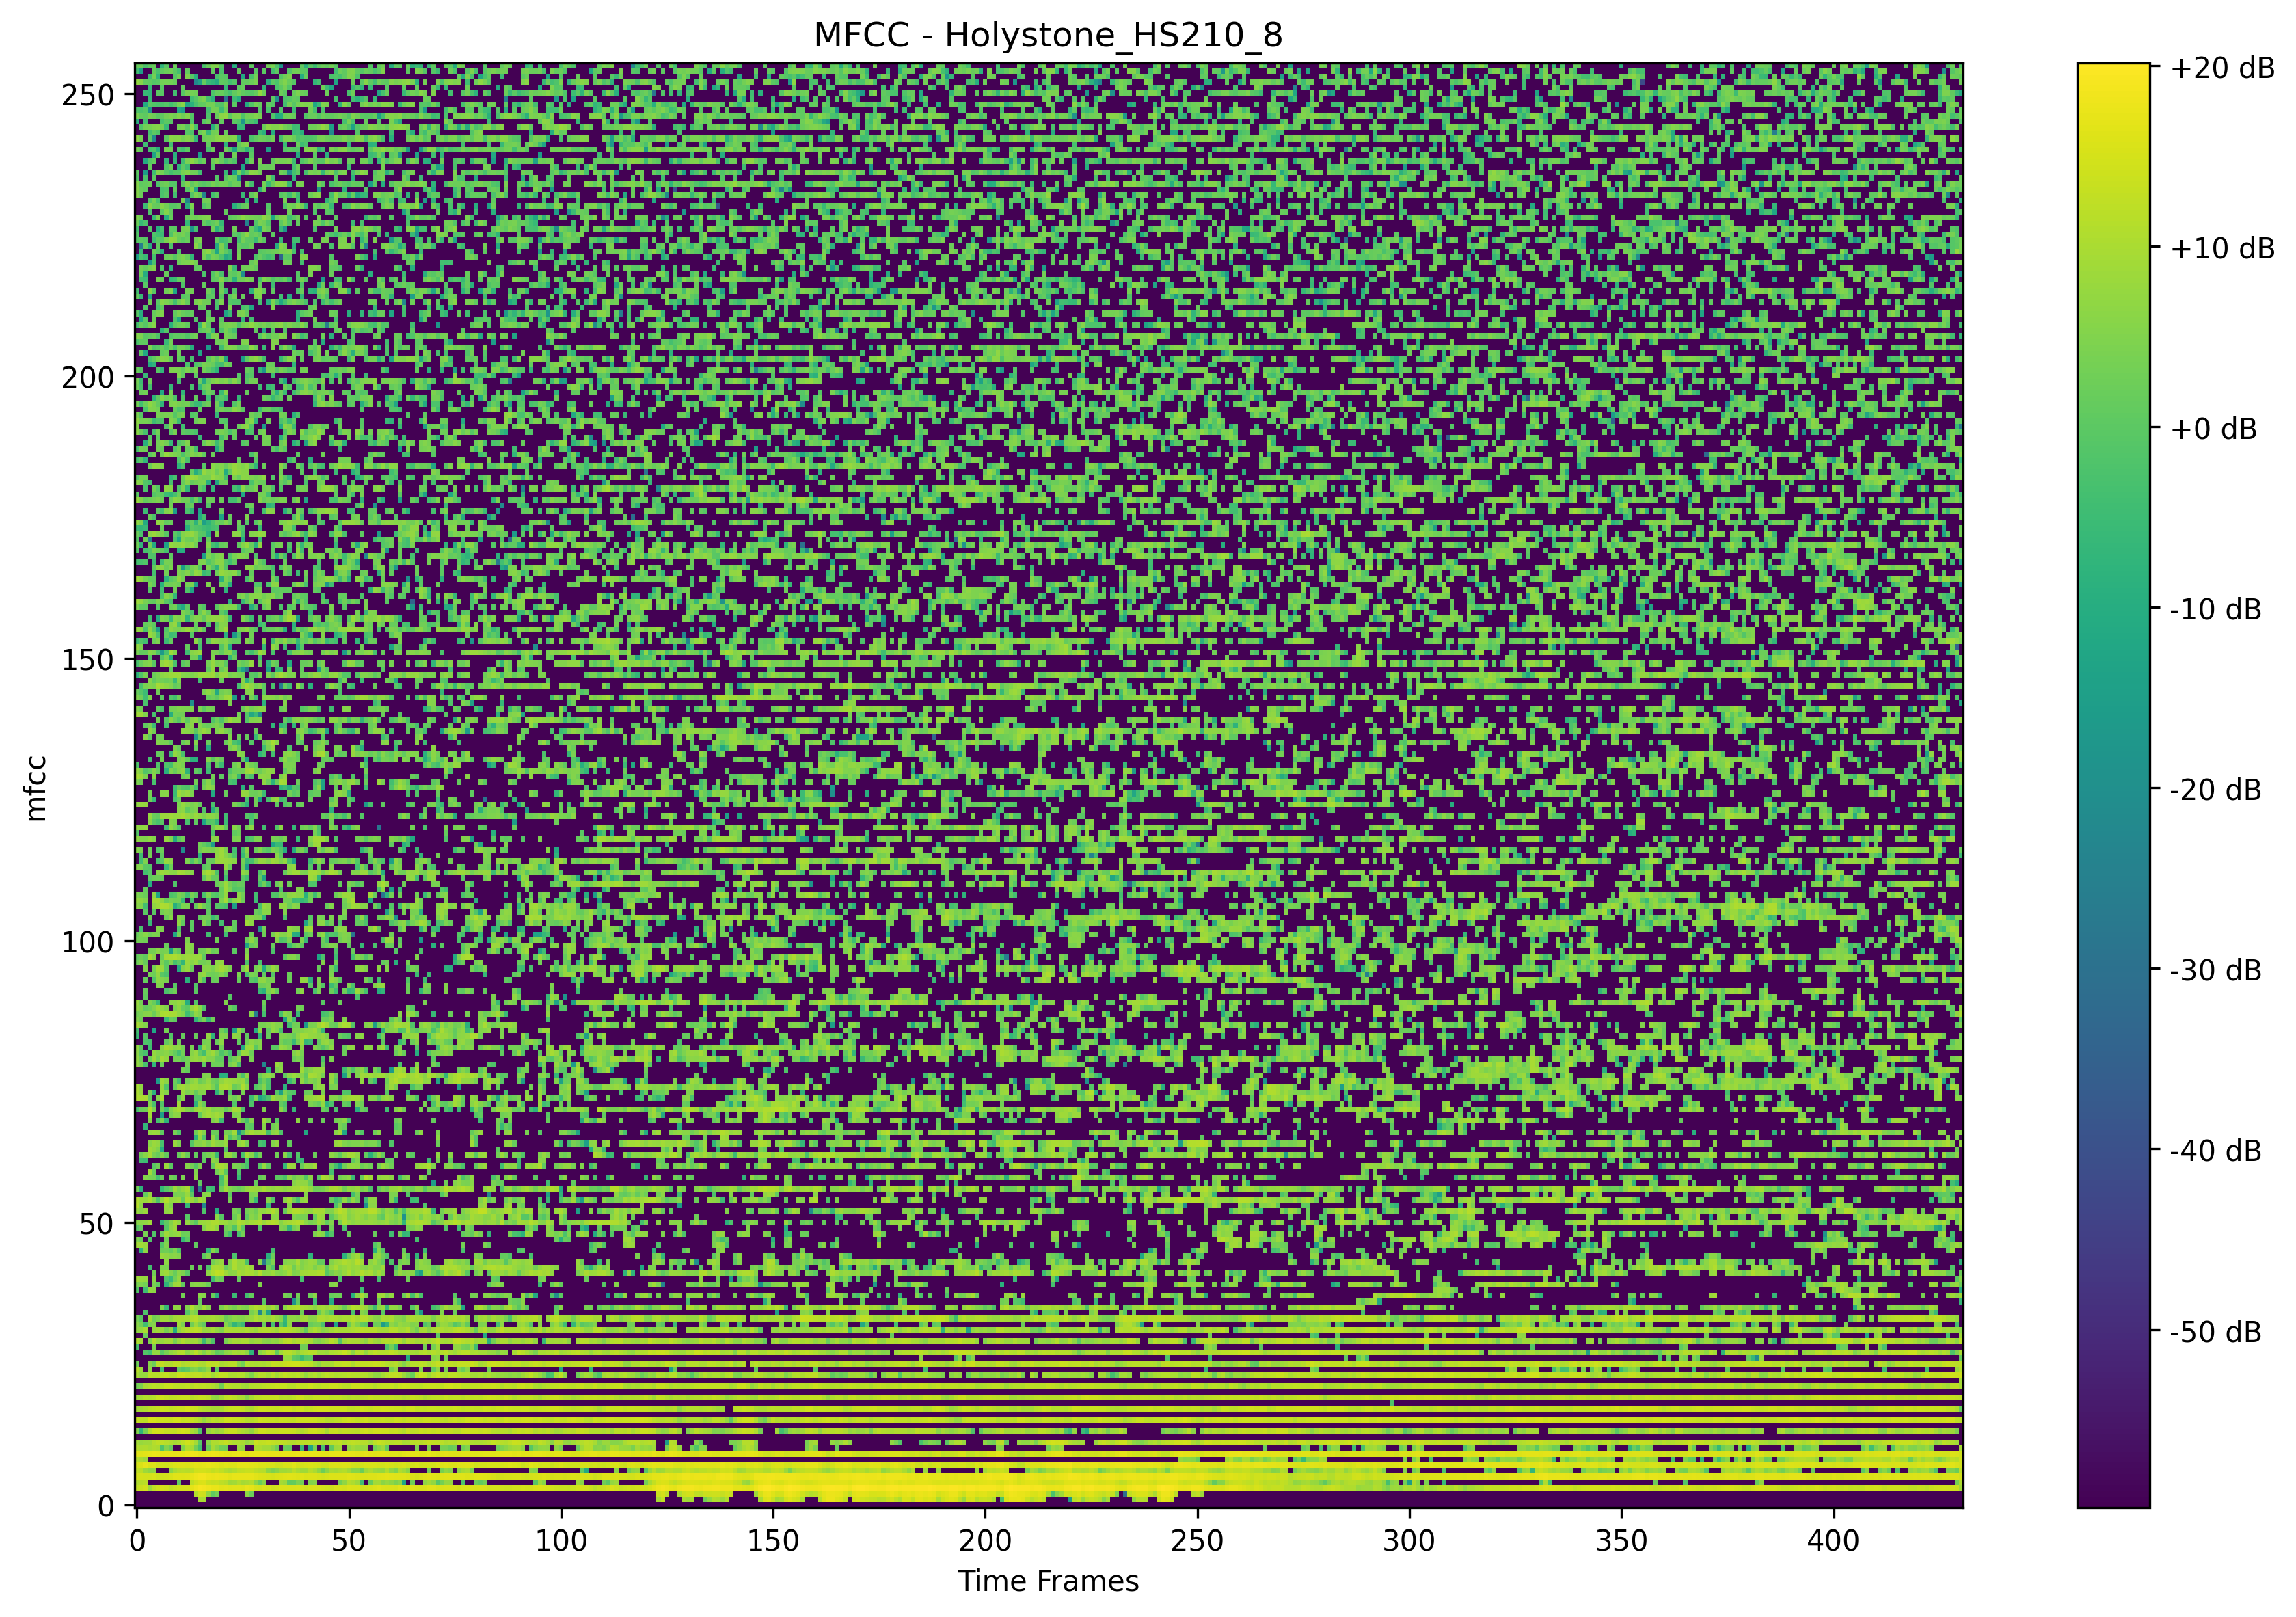 MFCC - Holystone_HS210_8
mfcc
250
200
150
100
50
0
0 50 100 150 200 250 300 350 400
Time Frames
+20 dB
+10 dB
+0 dB
-10 dB
-20 dB
-30 dB
-40 dB
-50 dB